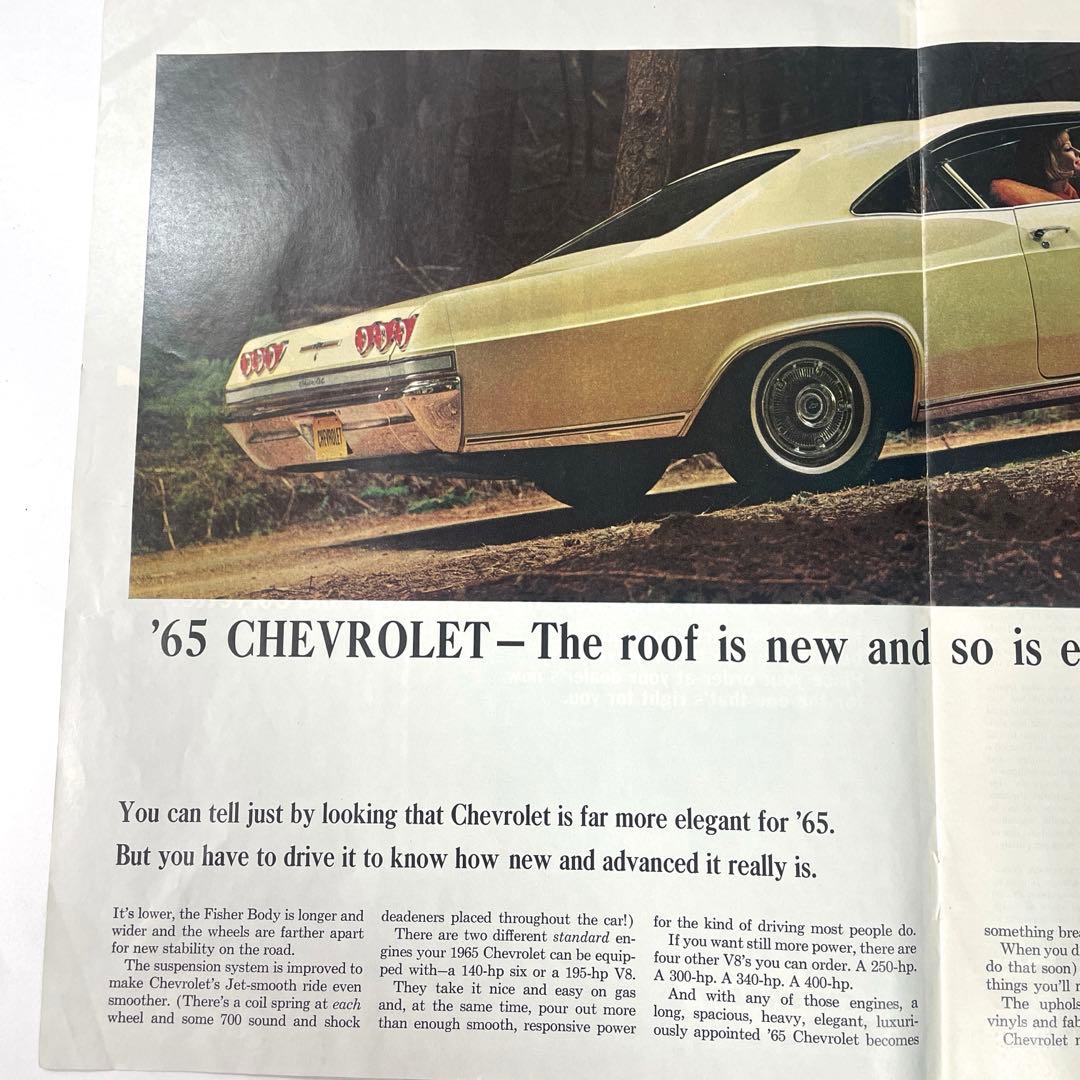 CHEVROLET
’65 CHEVROLET—The roof is new and so is e
You can tell just by looking that Chevrolet is far more elegant for ’65.
But you have to drive it to know how new and advanced it really is.
It’s lower, the Fisher Body is longer and
wider and the wheels are farther apart
for new stability on the road.
The suspension system is improved to
make Chevrolet’s Jet-smooth ride even
smoother. (There’s a coil spring at each
wheel and some 700 sound and shock
deadeners placed throughout the car!)
There are two different standard en-
gines your 1965 Chevrolet can be equip-
ped with—a 140-hp six or a 195-hp V8.
They take it nice and easy on gas
and, at the same time, pour out more
than enough smooth, responsive power
for the kind of driving most people do.
If you want still more power, there are
four other V8’s you can order. A 250-hp.
A 300-hp. A 340-hp. A 400-hp.
And with any of those engines, a
long, spacious, heavy, elegant, luxuri-
ously appointed ’65 Chevrolet becomes
something brea
When you d
do that soon)
things you’ll n
The uphols
vinyls and fab
Chevrolet n